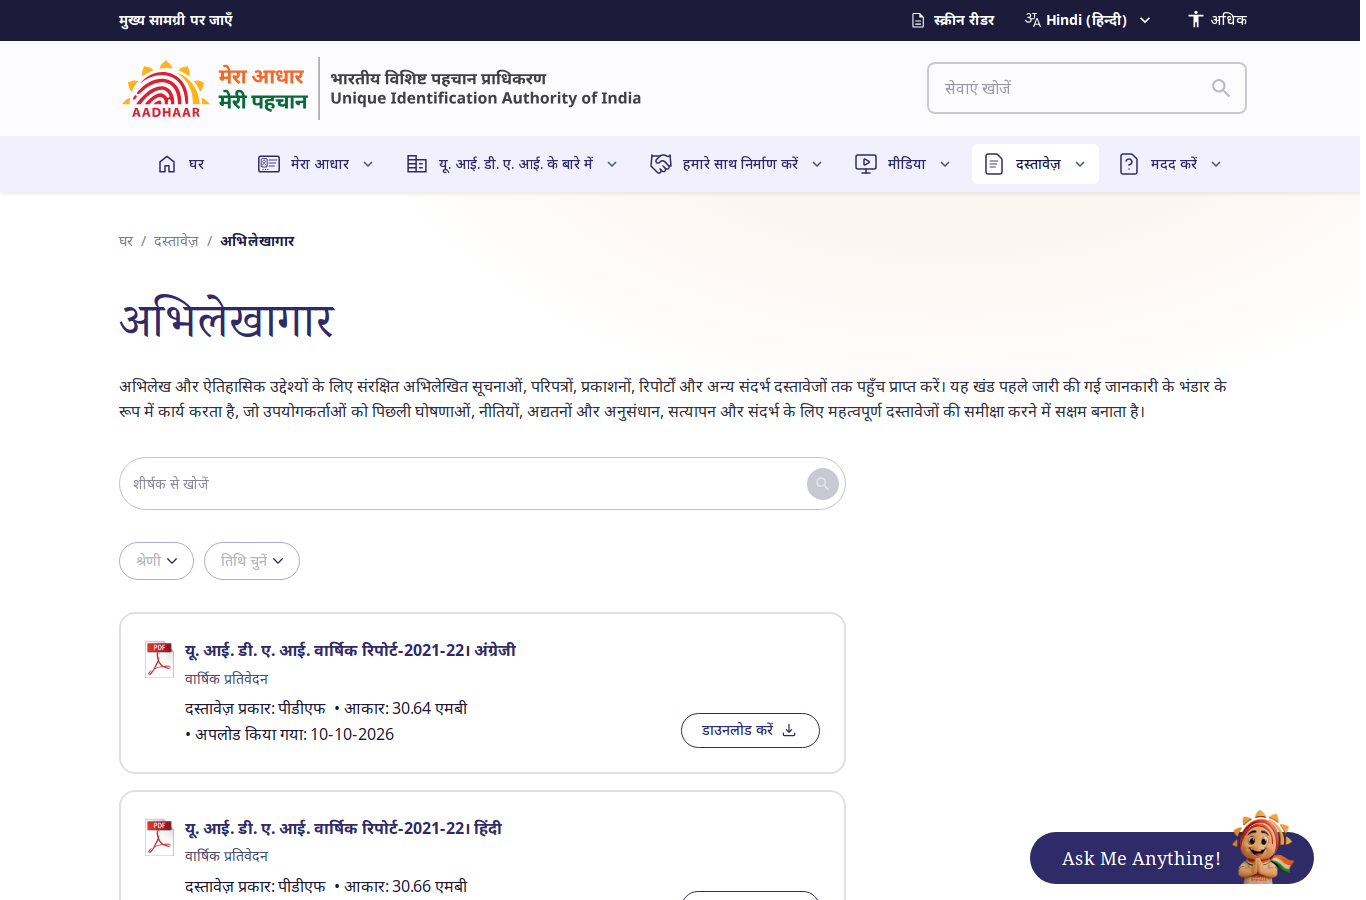 मुख्य सामग्री पर जाएँ
स्क्रीन रीडर
Hindi (हिन्दी)
अधिक
AADHAAR
मेरा आधार
मेरी पहचान
भारतीय विशिष्ट पहचान प्राधिकरण
Unique Identification Authority of India
सेवाएं खोजें
घर
मेरा आधार
यू. आई. डी. ए. आई. के बारे में
हमारे साथ निर्माण करें
मीडिया
दस्तावेज़
मदद करें
घर / दस्तावेज़ / अभिलेखागार
अभिलेखागार
अभिलेख और ऐतिहासिक उद्देश्यों के लिए संरक्षित अभिलेखित सूचनाओं, परिपत्रों, प्रकाशनों, रिपोर्टों और अन्य संदर्भ दस्तावेजों तक पहुँच प्राप्त करें। यह खंड पहले जारी की गई जानकारी के भंडार के
रूप में कार्य करता है, जो उपयोगकर्ताओं को पिछली घोषणाओं, नीतियों, अद्यतनों और अनुसंधान, सत्यापन और संदर्भ के लिए महत्वपूर्ण दस्तावेजों की समीक्षा करने में सक्षम बनाता है।
शीर्षक से खोजें
श्रेणी
तिथि चुनें
PDF
यू. आई. डी. ए. आई. वार्षिक रिपोर्ट-2021-22। अंग्रेजी
वार्षिक प्रतिवेदन
दस्तावेज़ प्रकार: पीडीएफ • आकार: 30.64 एमबी
• अपलोड किया गया: 10-10-2026
डाउनलोड करें
PDF
यू. आई. डी. ए. आई. वार्षिक रिपोर्ट-2021-22। हिंदी
वार्षिक प्रतिवेदन
दस्तावेज़ प्रकार: पीडीएफ • आकार: 30.66 एमबी
Ask Me Anything!